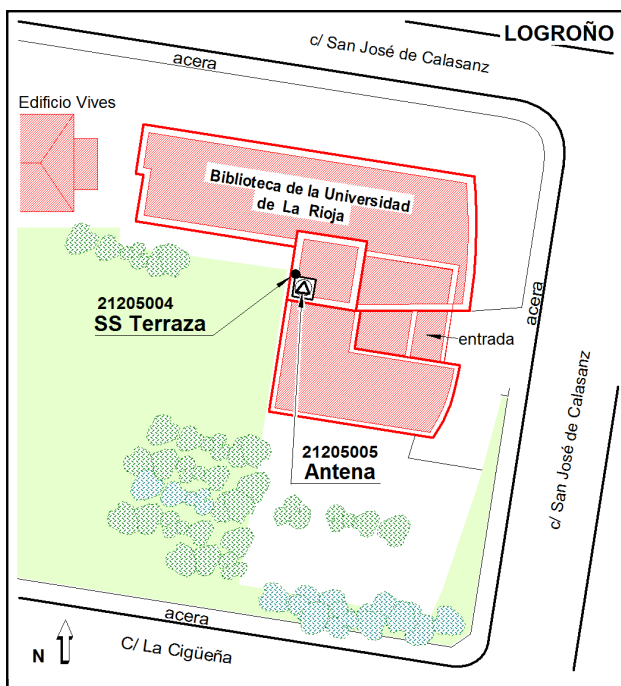 LOGROÑO
c/ San José de Calasanz
acera
Edificio Vives
Biblioteca de la Universidad
de La Rioja
21205004
SS Terraza
acera
entrada
c/ San José de Calasanz
21205005
Antena
acera
C/ La Cigüeña
N